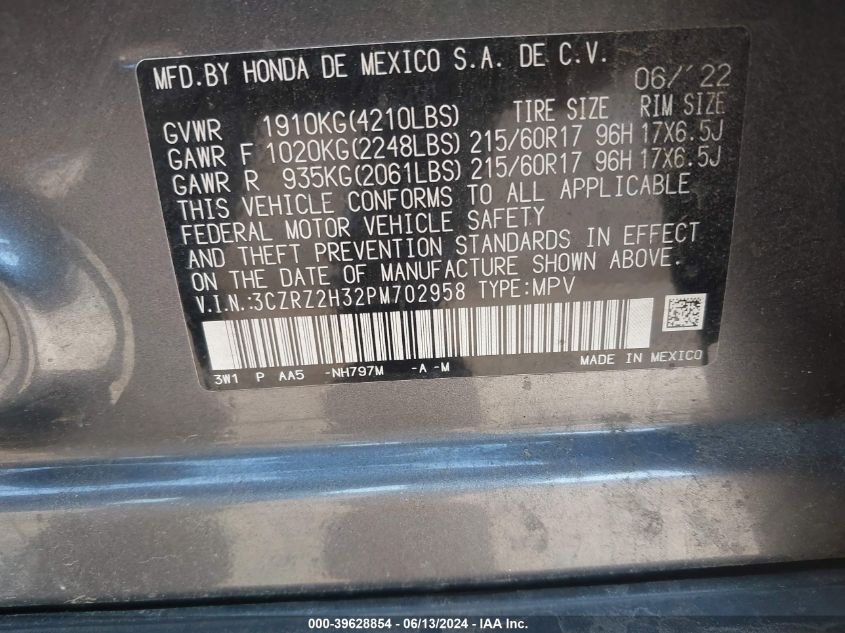 MFD.BY HONDA DE MEXICO S.A. DE C.V. 06/'22
TIRE SIZE RIM SIZE
GVWR 1910KG(4210LBS)
GAWR F 1020KG(2248LBS) 215/60R17 96H 17X6.5J
GAWR R 935KG(2061LBS) 215/60R17 96H 17X6.5J
THIS VEHICLE CONFORMS TO ALL APPLICABLE
FEDERAL MOTOR VEHICLE SAFETY
AND THEFT PREVENTION STANDARDS IN EFFECT
ON THE DATE OF MANUFACTURE SHOWN ABOVE.
V.I.N.:3CZRZ2H32PM702958 TYPE:MPV
3W1 P AA5 -NH797M -A -M MADE IN MEXICO
000-39628854 - 06/13/2024 - IAA Inc.